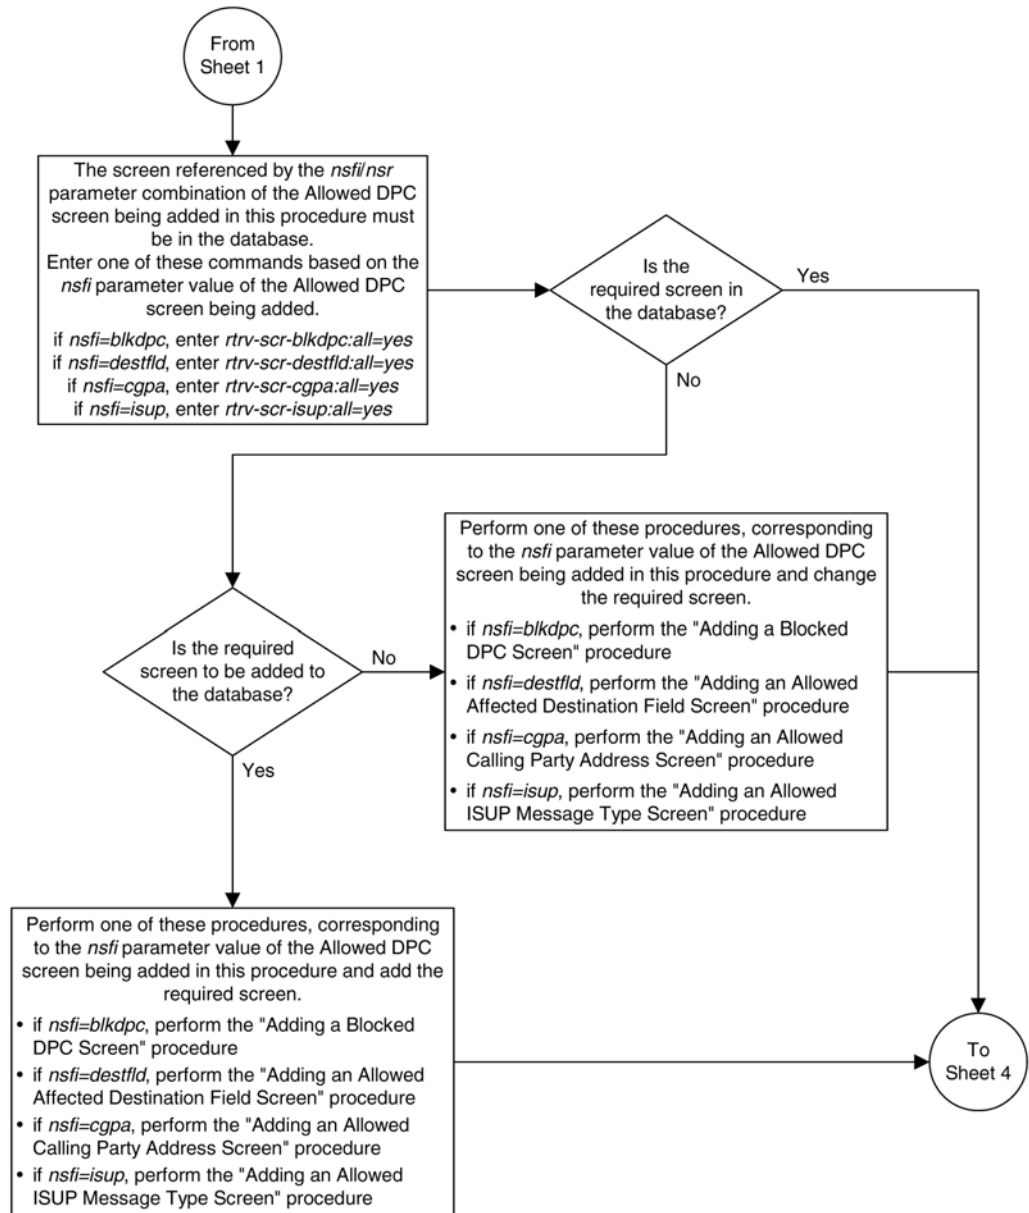 From
Sheet 1
The screen referenced by the nsfi/nsr
parameter combination of the Allowed DPC
screen being added in this procedure must
be in the database.
Enter one of these commands based on the
nsfi parameter value of the Allowed DPC
screen being added.
if nsfi=blkdpc, enter rtrv-scr-blkdpc:all=yes
if nsfi=destfld, enter rtrv-scr-destfld:all=yes
if nsfi=cgpa, enter rtrv-scr-cgpa:all=yes
if nsfi=isup, enter rtrv-scr-isup:all=yes
Is the
required screen in
the database?
Yes
No
Is the required
screen to be added to
the database?
No
Yes
Perform one of these procedures, corresponding
to the nsfi parameter value of the Allowed DPC
screen being added in this procedure and change
the required screen.
• if nsfi=blkdpc, perform the "Adding a Blocked
DPC Screen" procedure
• if nsfi=destfld, perform the "Adding an Allowed
Affected Destination Field Screen" procedure
• if nsfi=cgpa, perform the "Adding an Allowed
Calling Party Address Screen" procedure
• if nsfi=isup, perform the "Adding an Allowed
ISUP Message Type Screen" procedure
Perform one of these procedures, corresponding
to the nsfi parameter value of the Allowed DPC
screen being added in this procedure and add the
required screen.
• if nsfi=blkdpc, perform the "Adding a Blocked
DPC Screen" procedure
• if nsfi=destfld, perform the "Adding an Allowed
Affected Destination Field Screen" procedure
• if nsfi=cgpa, perform the "Adding an Allowed
Calling Party Address Screen" procedure
• if nsfi=isup, perform the "Adding an Allowed
ISUP Message Type Screen" procedure
To
Sheet 4